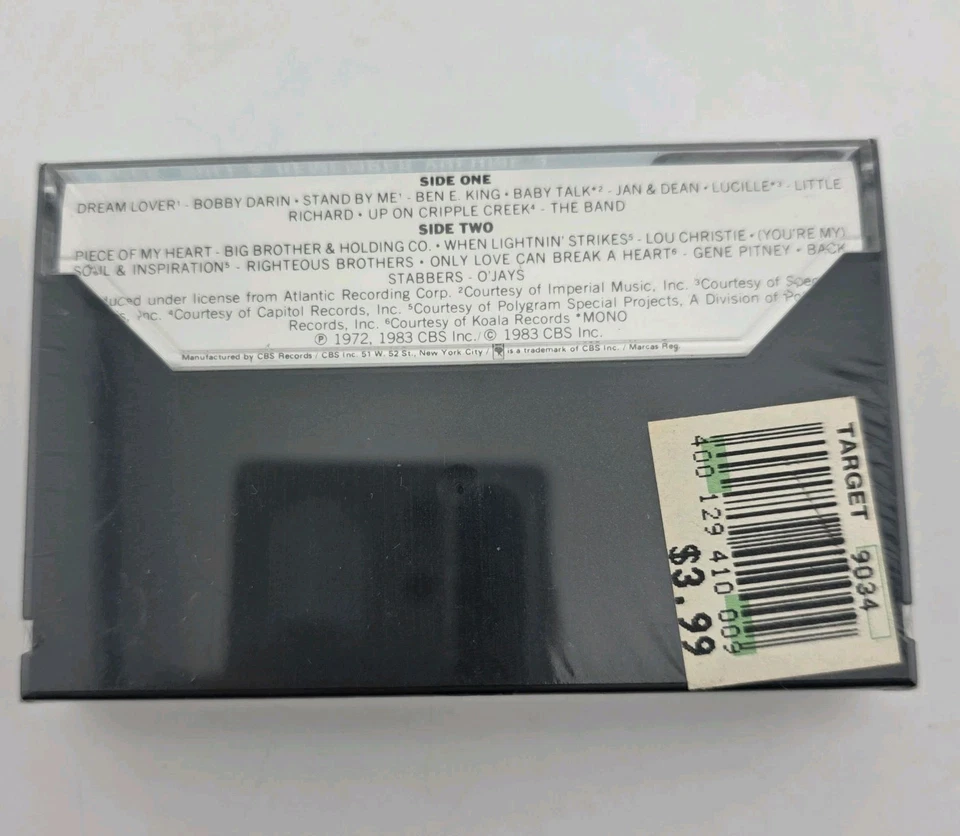 SIDE ONE
DREAM LOVER¹ - BOBBY DARIN • STAND BY ME¹ - BEN E. KING • BABY TALK*² - JAN & DEAN • LUCILLE*³ - LITTLE
RICHARD • UP ON CRIPPLE CREEK⁴ - THE BAND
SIDE TWO
PIECE OF MY HEART - BIG BROTHER & HOLDING CO. • WHEN LIGHTNIN' STRIKES⁵ - LOU CHRISTIE • (YOU'RE MY)
SOUL & INSPIRATION⁵ - RIGHTEOUS BROTHERS • ONLY LOVE CAN BREAK A HEART⁶ - GENE PITNEY • BACK
STABBERS - O'JAYS
under license from Atlantic Recording Corp. ²Courtesy of Imperial Music, Inc. ³Courtesy of
Inc. ⁴Courtesy of Capitol Records, Inc. ⁵Courtesy of Polygram Special Projects, A Division of
Records, Inc. ⁶Courtesy of Koala Records *MONO
℗ 1972, 1983 CBS Inc./© 1983 CBS Inc.
Manufactured by CBS Records / CBS Inc. 51 W. 52 St., New York City / is a trademark of CBS Inc. / Marcas Reg.
TARGET 9034
400 129 410 009
$3.99